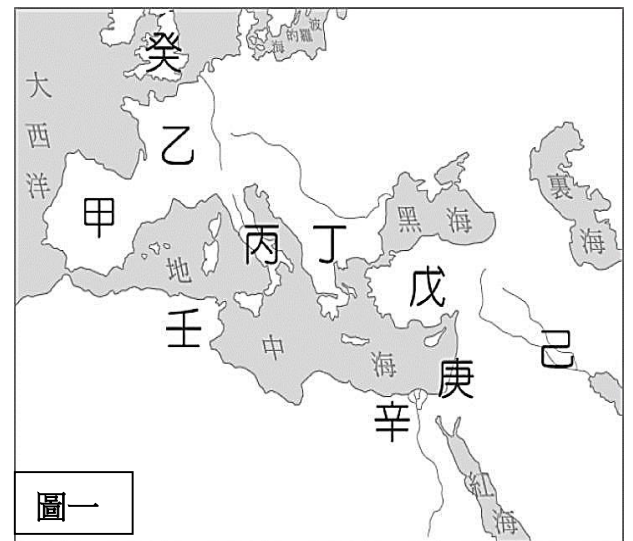 癸
波羅的海
大西洋
乙
裏海
甲
黑海
丙
丁
地中海
戊
壬
己
庚
辛
紅海
圖一